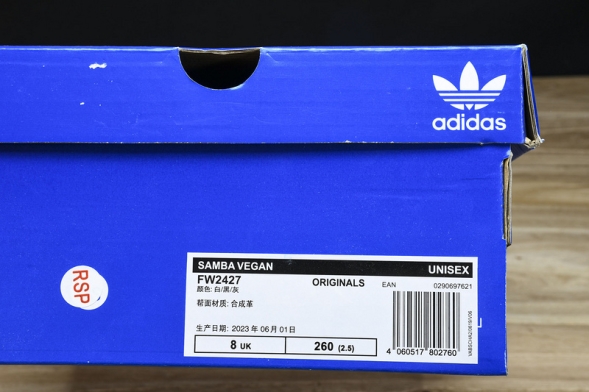 adidas
RSP
SAMBA VEGAN UNISEX
FW2427 ORIGINALS EAN 0290697621
颜色: 白/黑/灰
帮面材质: 合成革
生产日期: 2023 年 06 月 01日
8 UK 260 (2.5)
4 060517 802760